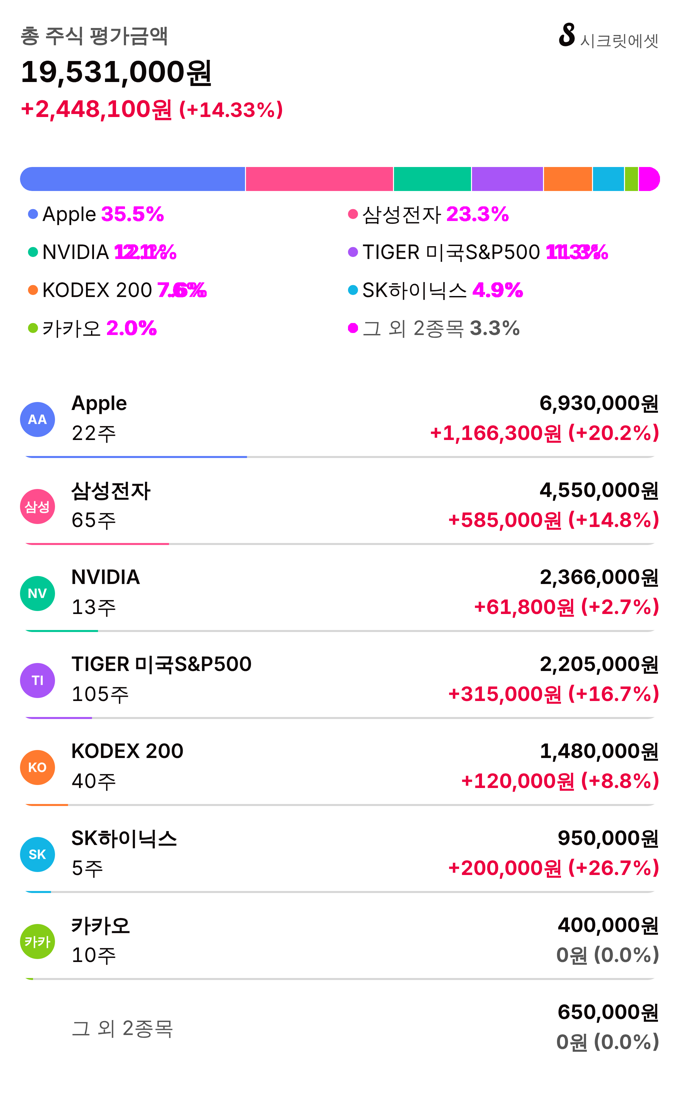 총 주식 평가금액
시크릿에셋
19,531,000원
+2,448,100원 (+14.33%)
Apple 35.5%
삼성전자 23.3%
NVIDIA
TIGER 미국S&P500
KODEX 200
SK하이닉스 4.9%
카카오 2.0%
그 외 2종목 3.3%
AA
Apple
6,930,000원
22주
+1,166,300원 (+20.2%)
삼성
삼성전자
4,550,000원
65주
+585,000원 (+14.8%)
NV
NVIDIA
2,366,000원
13주
+61,800원 (+2.7%)
TI
TIGER 미국S&P500
2,205,000원
105주
+315,000원 (+16.7%)
KO
KODEX 200
1,480,000원
40주
+120,000원 (+8.8%)
SK
SK하이닉스
950,000원
5주
+200,000원 (+26.7%)
카카
카카오
400,000원
10주
0원 (0.0%)
그 외 2종목
650,000원
0원 (0.0%)